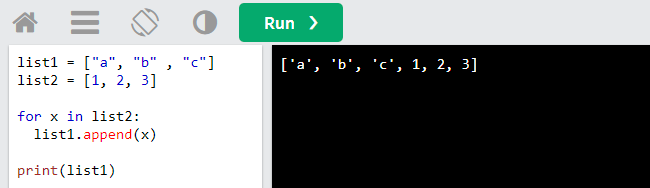 Run ❯
list1 = ["a", "b" , "c"]
list2 = [1, 2, 3]
for x in list2:
  list1.append(x)
print(list1)
['a', 'b', 'c', 1, 2, 3]